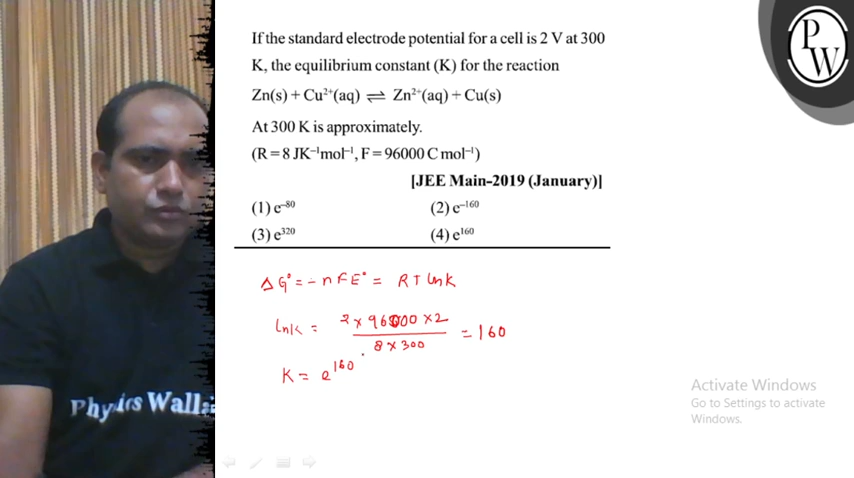 If the standard electrode potential for a cell is 2 V at 300
K, the equilibrium constant (K) for the reaction
Zn(s) + Cu²⁺(aq) ⇌ Zn²⁺(aq) + Cu(s)
At 300 K is approximately.
(R = 8 JK⁻¹mol⁻¹, F = 96000 C mol⁻¹)
[JEE Main–2019 (January)]
(1) e⁻⁸⁰ (2) e⁻¹⁶⁰
(3) e³²⁰ (4) e¹⁶⁰
ΔG° = -nFE° = RT lnK
lnK = 2 × 96000 × 2 / 8 × 300 = 160
K = e¹⁶⁰
PW
Physics Walla
Activate Windows
Go to Settings to activate
Windows.